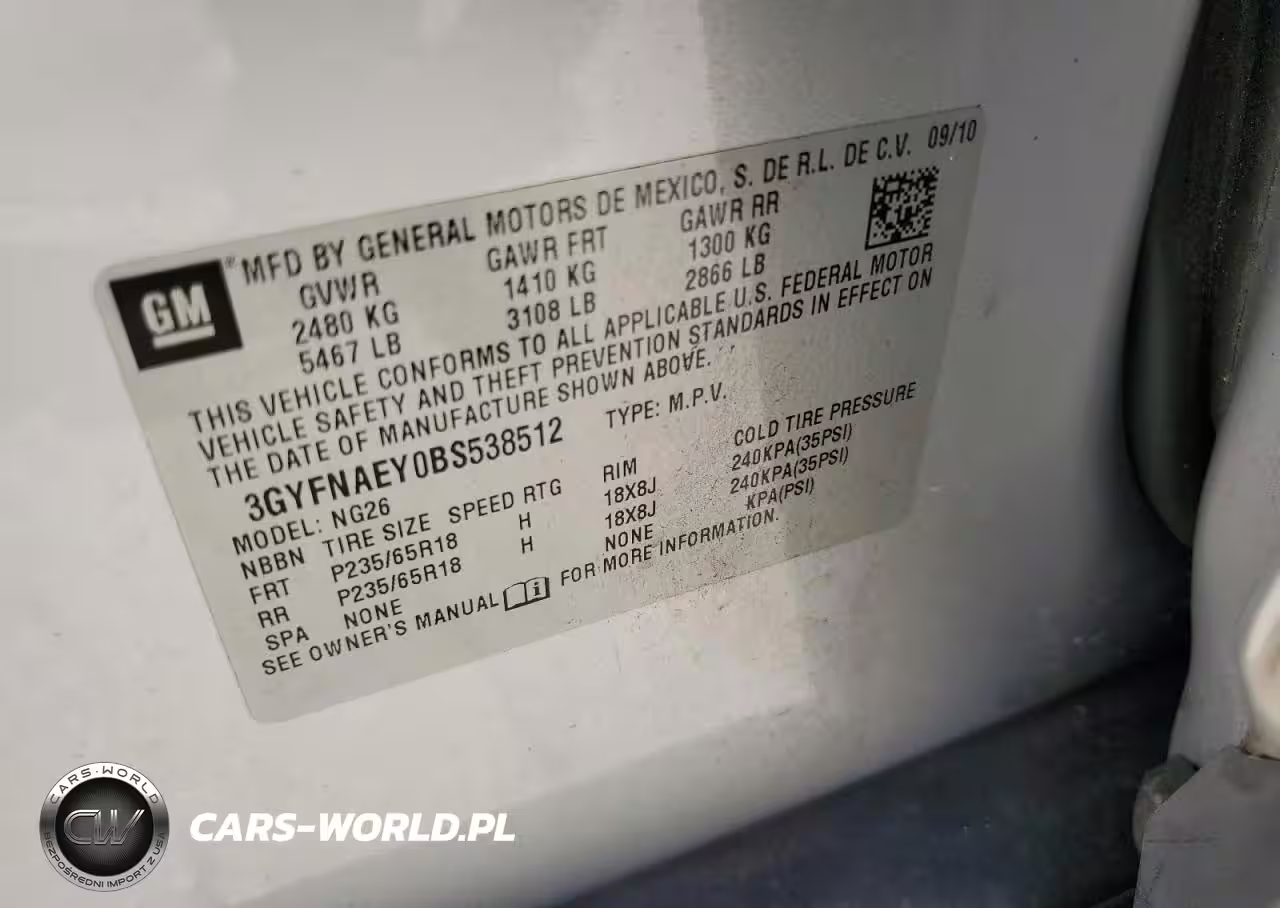 GM
® MFD BY GENERAL MOTORS DE MEXICO, S. DE R.L. DE C.V. 09/10
GVWR GAWR FRT GAWR RR
2480 KG 1410 KG 1300 KG
5467 LB 3108 LB 2866 LB
THIS VEHICLE CONFORMS TO ALL APPLICABLE U.S. FEDERAL MOTOR
VEHICLE SAFETY AND THEFT PREVENTION STANDARDS IN EFFECT ON
THE DATE OF MANUFACTURE SHOWN ABOVE.
3GYFNAEY0BS538512 TYPE: M.P.V.
MODEL: NG26
NBBN TIRE SIZE SPEED RTG RIM COLD TIRE PRESSURE
FRT P235/65R18 H 18X8J 240KPA(35PSI)
RR P235/65R18 H 18X8J 240KPA(35PSI)
SPA NONE NONE KPA(PSI)
SEE OWNER'S MANUAL i FOR MORE INFORMATION.
CARS-WORLD
CW
BEZPOŚREDNI IMPORT Z USA
CARS-WORLD.PL